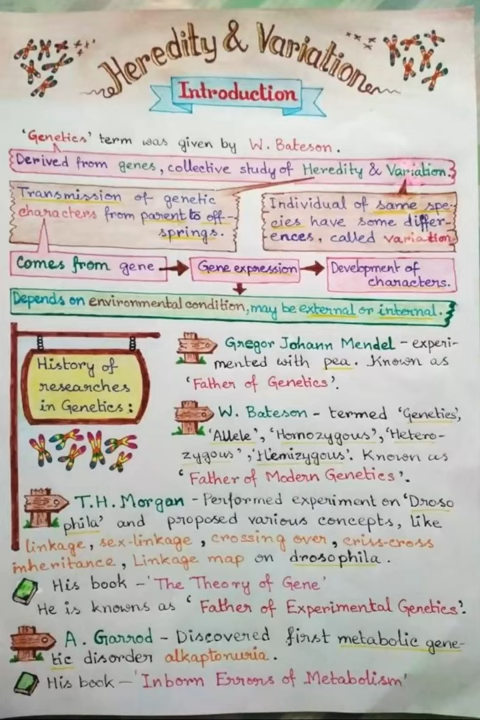 Heredity & Variation
Introduction
'Genetics' term was given by W. Bateson.
Derived from genes, collective study of Heredity & Variation.
Transmission of genetic
characters from parent to off-
springs.
Individual of same spe-
cies have some differ-
ences, called variation
Comes from gene
Gene expression
Development of
characters.
Depends on environmental condition, may be external or internal.
History of
researches
in Genetics:
Gregor Johann Mendel - experi-
mented with pea. Known as
'Father of Genetics'.
W. Bateson - termed 'Genetics',
'Allele', 'Homozygous', 'Hetero-
zygous', 'Hemizygous'. Known as
'Father of Modern Genetics'.
T.H. Morgan - Performed experiment on 'Droso
phila' and proposed various concepts, like
linkage, sex-linkage, crossing over, criss-cross
inheritance, Linkage map on drosophila.
His book - 'The Theory of Gene'
He is knowns as 'Father of Experimental Genetics'.
A. Garrod - Discovered first metabolic gene-
tic disorder alkaptonuria.
His book - 'Inborn Errors of Metabolism'